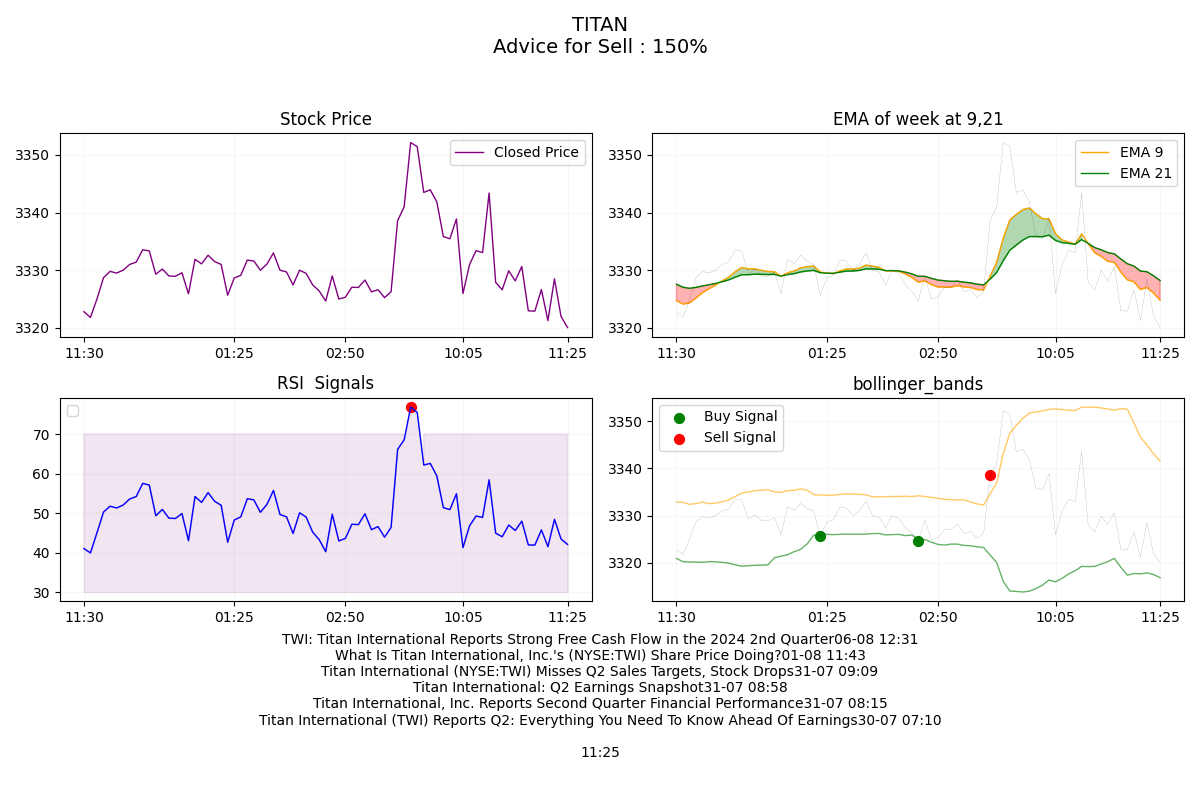 TITAN
Advice for Sell : 150%
Stock Price
3350
3340
3330
3320
Closed Price
11:30
01:25
02:50
10:05
11:25
EMA of week at 9,21
3350
3340
3330
3320
EMA 9
EMA 21
11:30
01:25
02:50
10:05
11:25
RSI  Signals
70
60
50
40
30
11:30
01:25
02:50
10:05
11:25
bollinger_bands
3350
3340
3330
3320
Buy Signal
Sell Signal
11:30
01:25
02:50
10:05
11:25
TWI: Titan International Reports Strong Free Cash Flow in the 2024 2nd Quarter06-08 12:31
What Is Titan International, Inc.'s (NYSE:TWI) Share Price Doing?01-08 11:43
Titan International (NYSE:TWI) Misses Q2 Sales Targets, Stock Drops31-07 09:09
Titan International: Q2 Earnings Snapshot31-07 08:58
Titan International, Inc. Reports Second Quarter Financial Performance31-07 08:15
Titan International (TWI) Reports Q2: Everything You Need To Know Ahead Of Earnings30-07 07:10
11:25